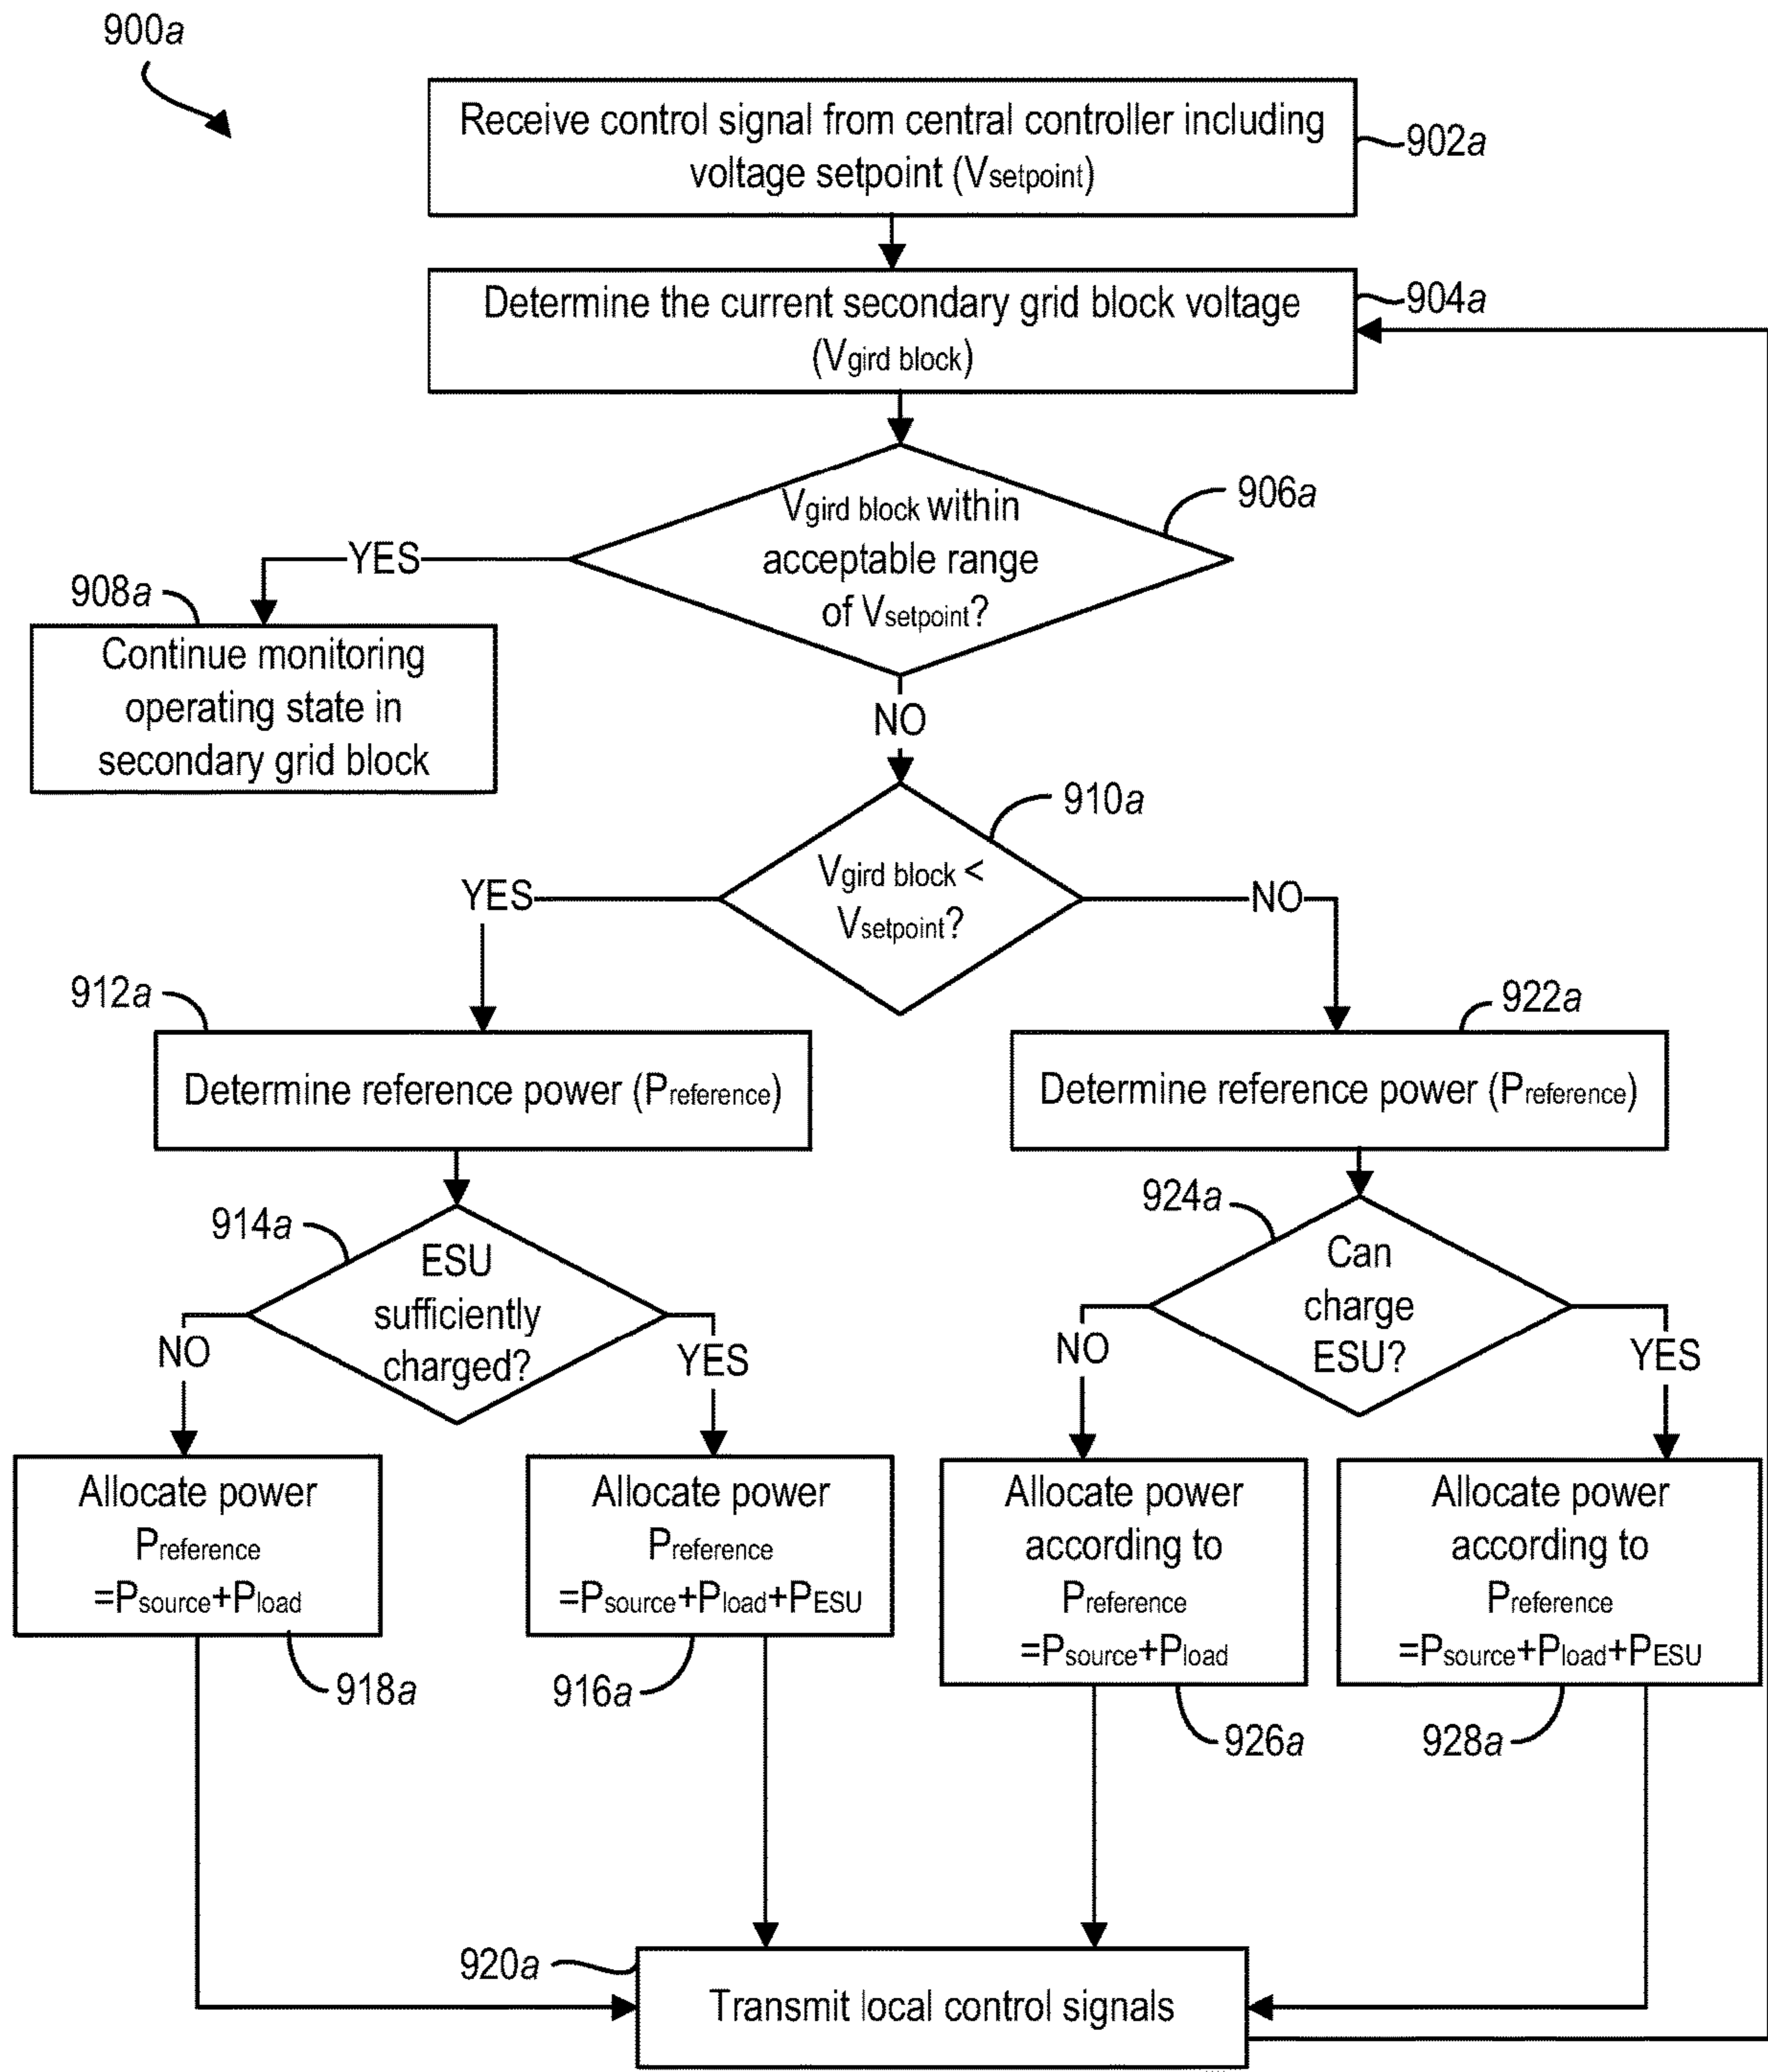 900a
Receive control signal from central controller including
voltage setpoint (Vsetpoint)
902a
Determine the current secondary grid block voltage
(Vgird block)
904a
Vgird block within
acceptable range
of Vsetpoint?
906a
YES
908a
Continue monitoring
operating state in
secondary grid block
NO
910a
Vgird block <
Vsetpoint?
YES
NO
912a
Determine reference power (Preference)
922a
Determine reference power (Preference)
914a
ESU
sufficiently
charged?
NO
YES
924a
Can
charge
ESU?
NO
YES
Allocate power
Preference
=Psource+Pload
918a
Allocate power
Preference
=Psource+Pload+PESU
916a
Allocate power
according to
Preference
=Psource+Pload
926a
Allocate power
according to
Preference
=Psource+Pload+PESU
928a
920a
Transmit local control signals